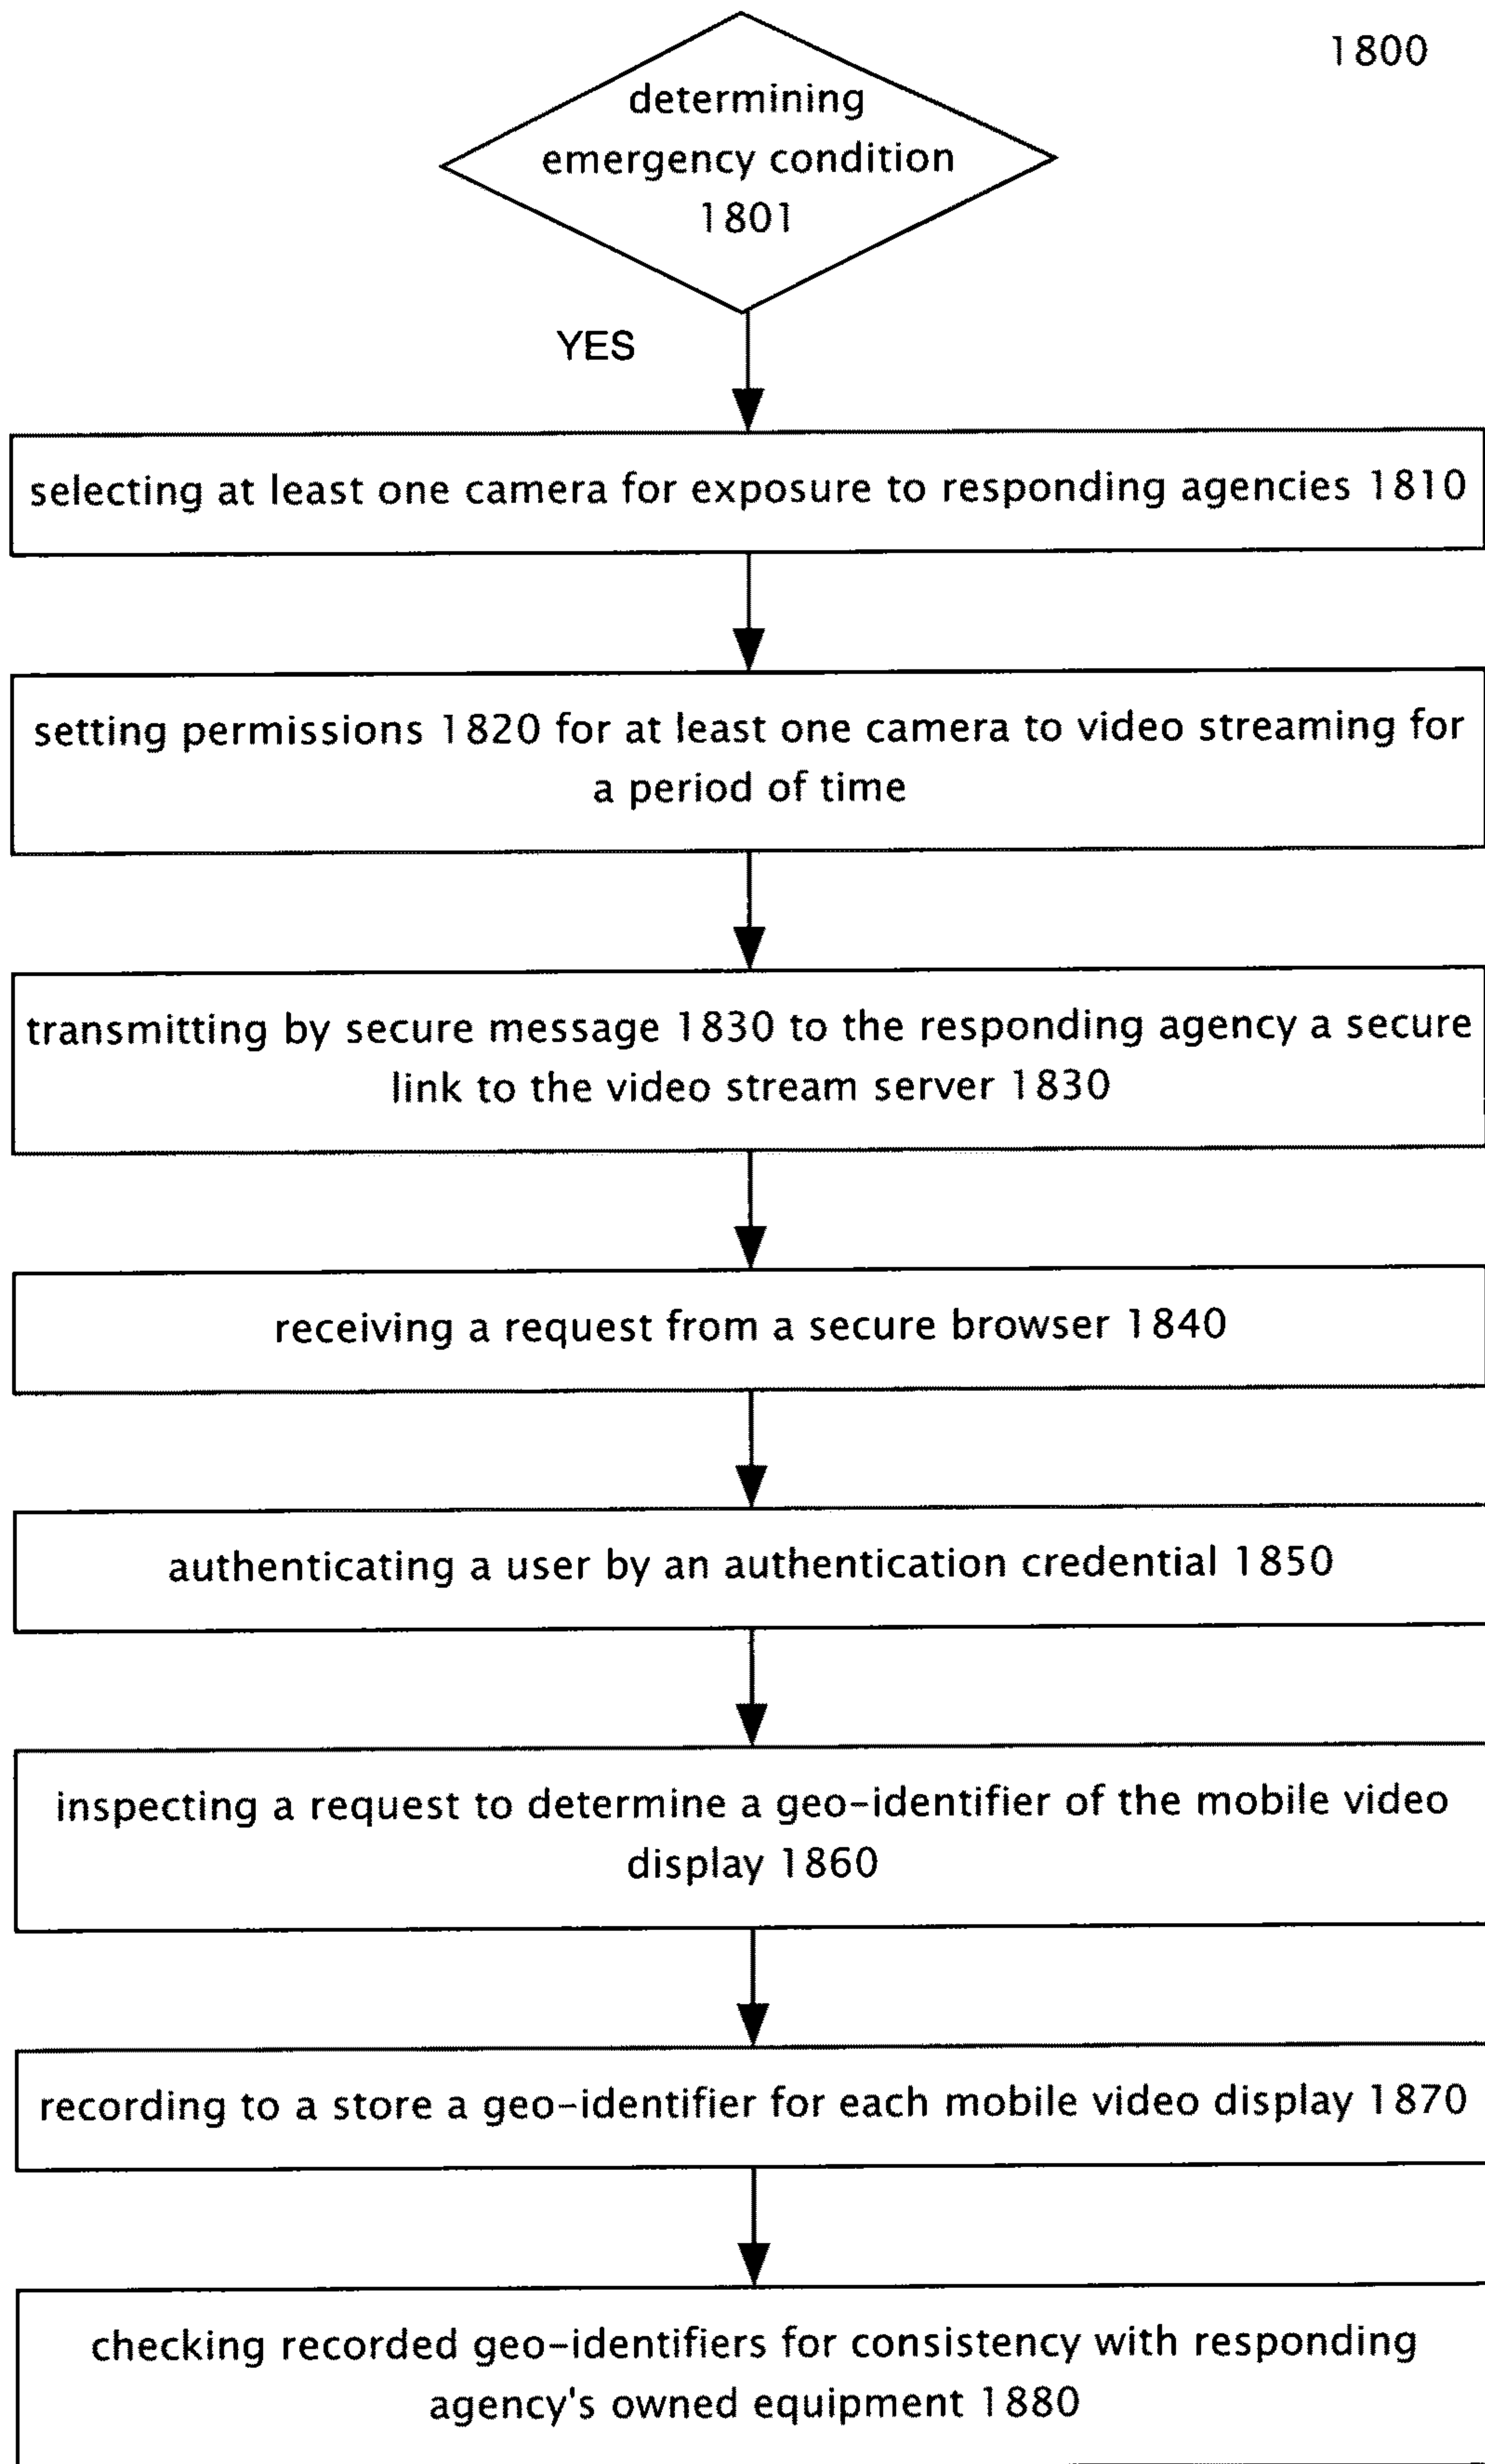 1800
determining
emergency condition
1801
YES
selecting at least one camera for exposure to responding agencies 1810
setting permissions 1820 for at least one camera to video streaming for
a period of time
transmitting by secure message 1830 to the responding agency a secure
link to the video stream server 1830
receiving a request from a secure browser 1840
authenticating a user by an authentication credential 1850
inspecting a request to determine a geo-identifier of the mobile video
display 1860
recording to a store a geo-identifier for each mobile video display 1870
checking recorded geo-identifiers for consistency with responding
agency's owned equipment 1880